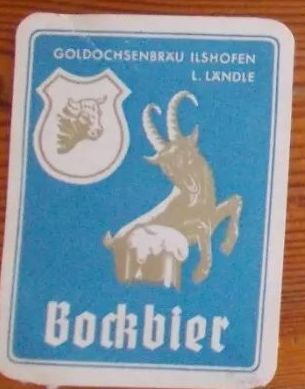 GOLDOCHSENBRÄU ILSHOFEN
L. LÄNDLE
Bockbier